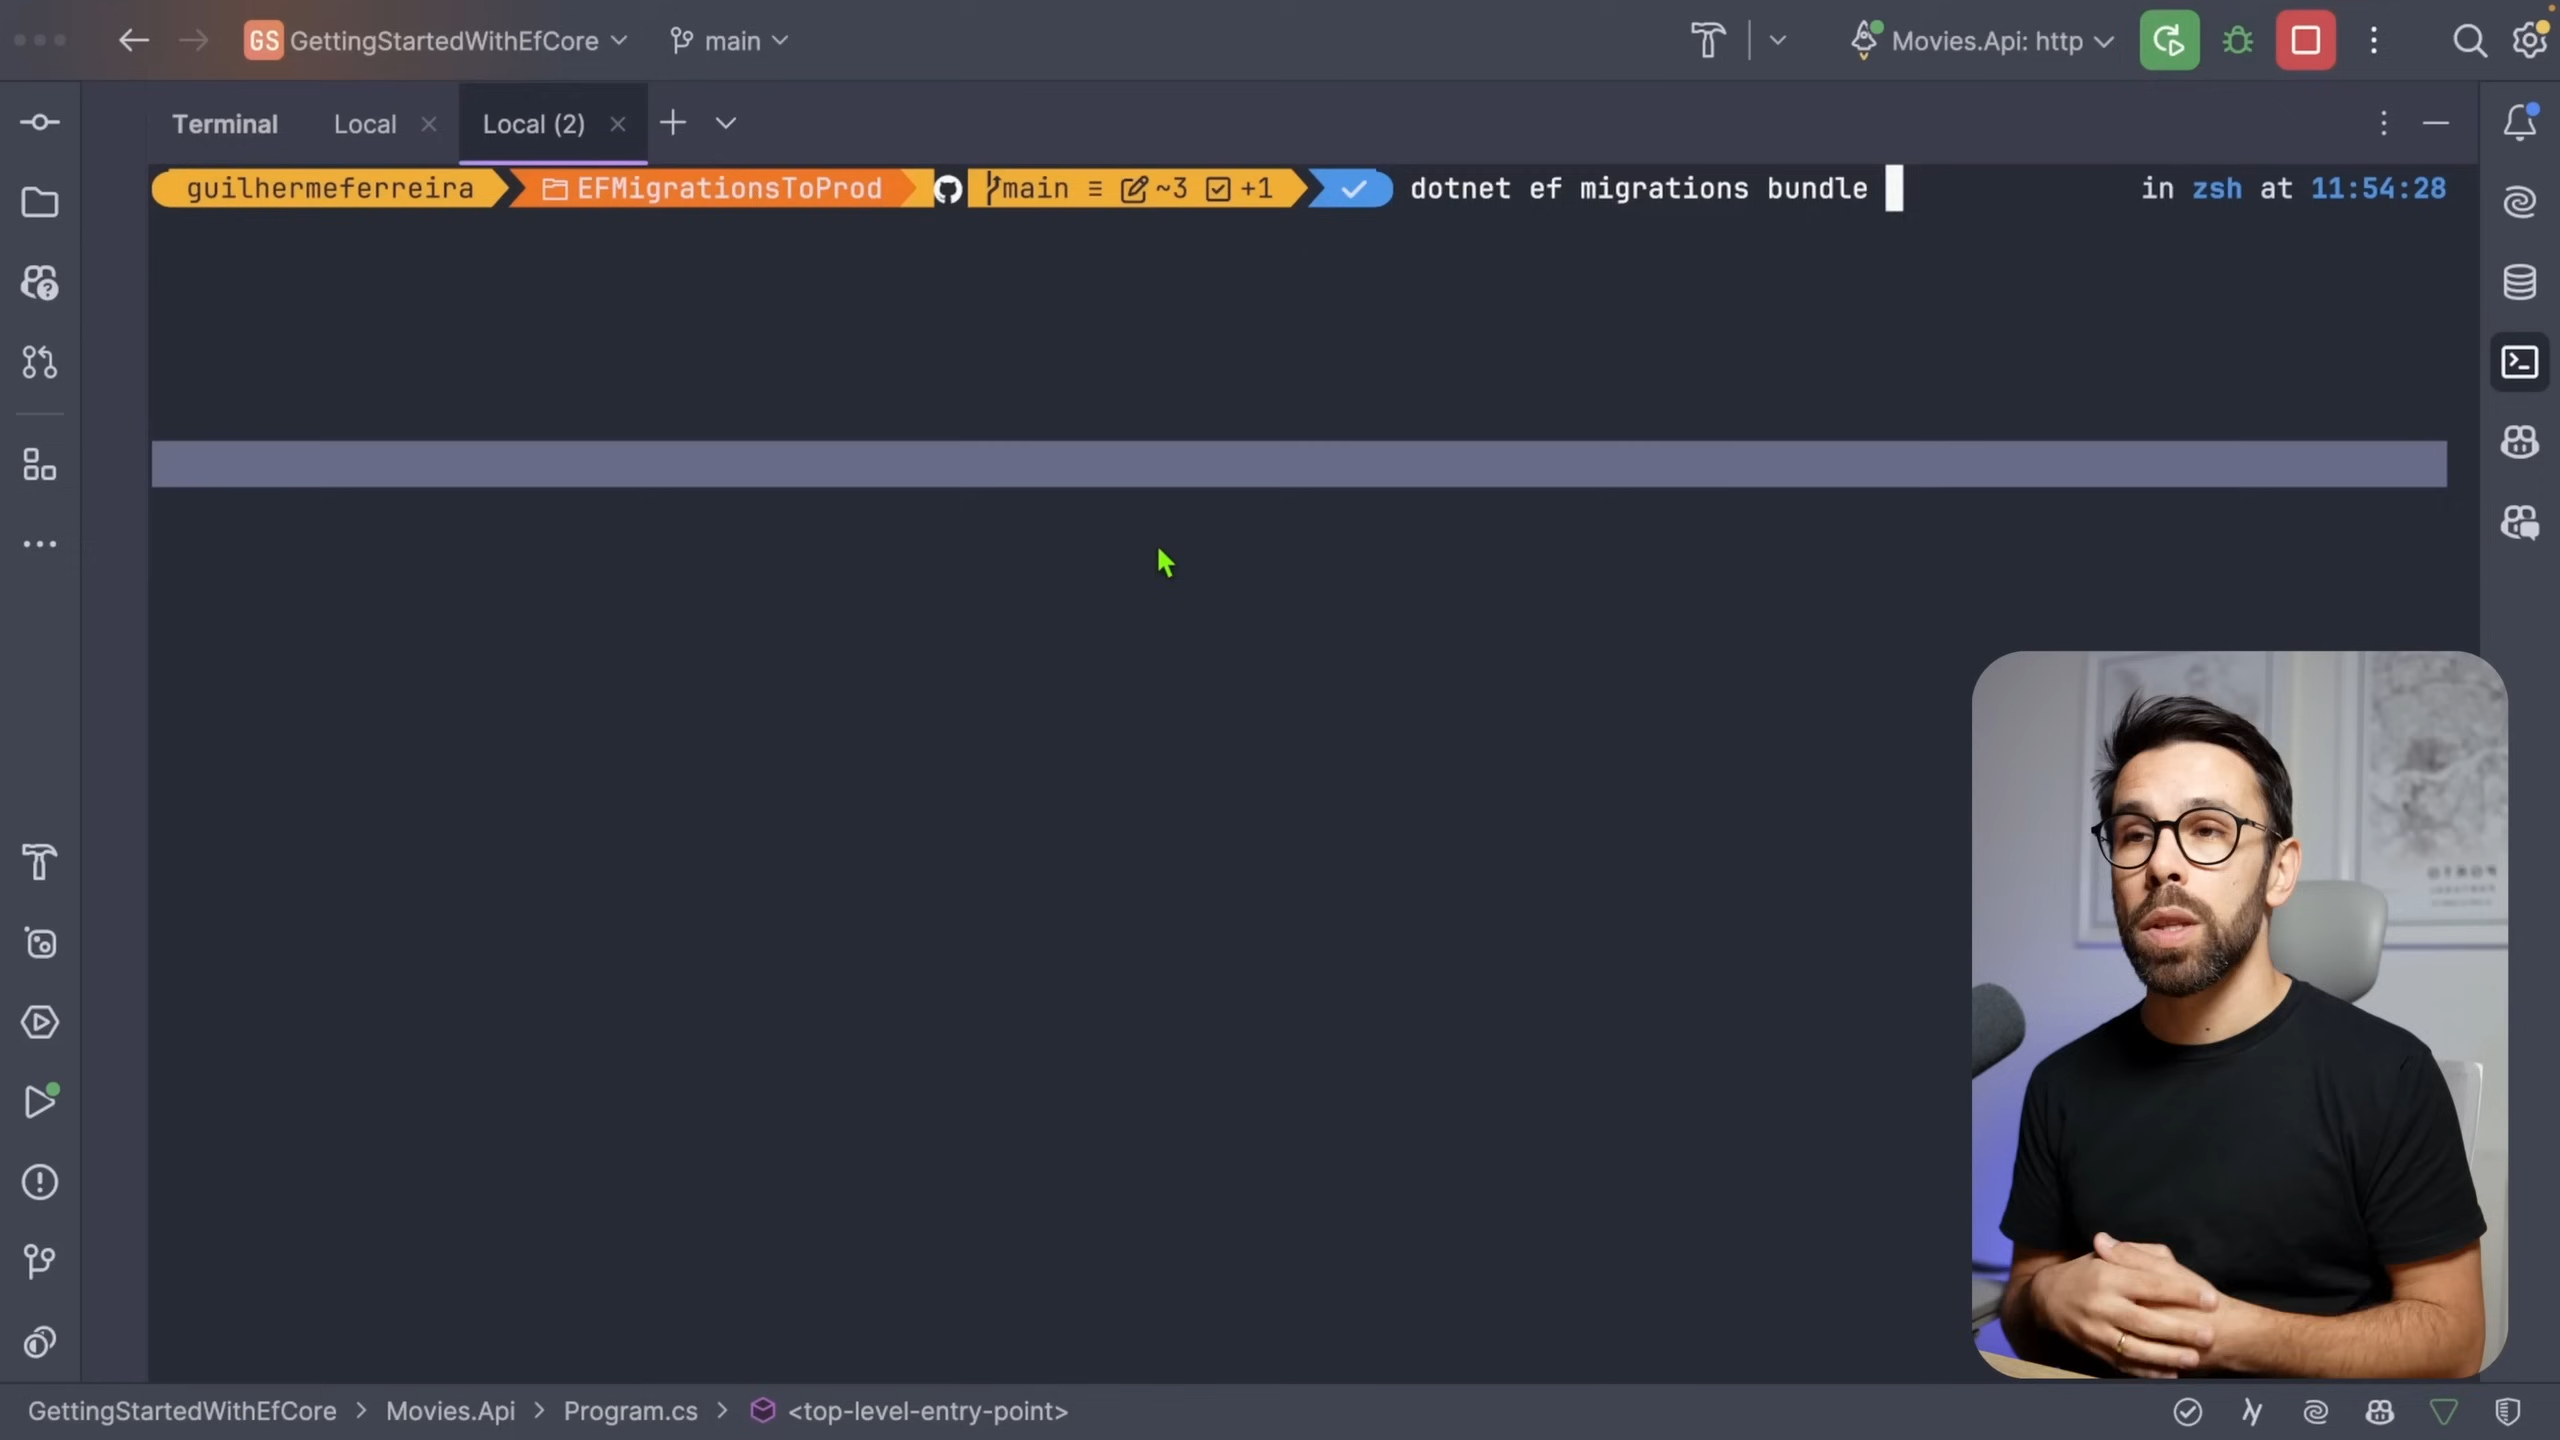 GS GettingStartedWithEfCore main Movies.Api: http
Terminal Local Local (2)
guilhermeferreira EFMigrationsToProd main ≡ ~3 +1 dotnet ef migrations bundle in zsh at 11:54:28
GettingStartedWithEfCore > Movies.Api > Program.cs > <top-level-entry-point>